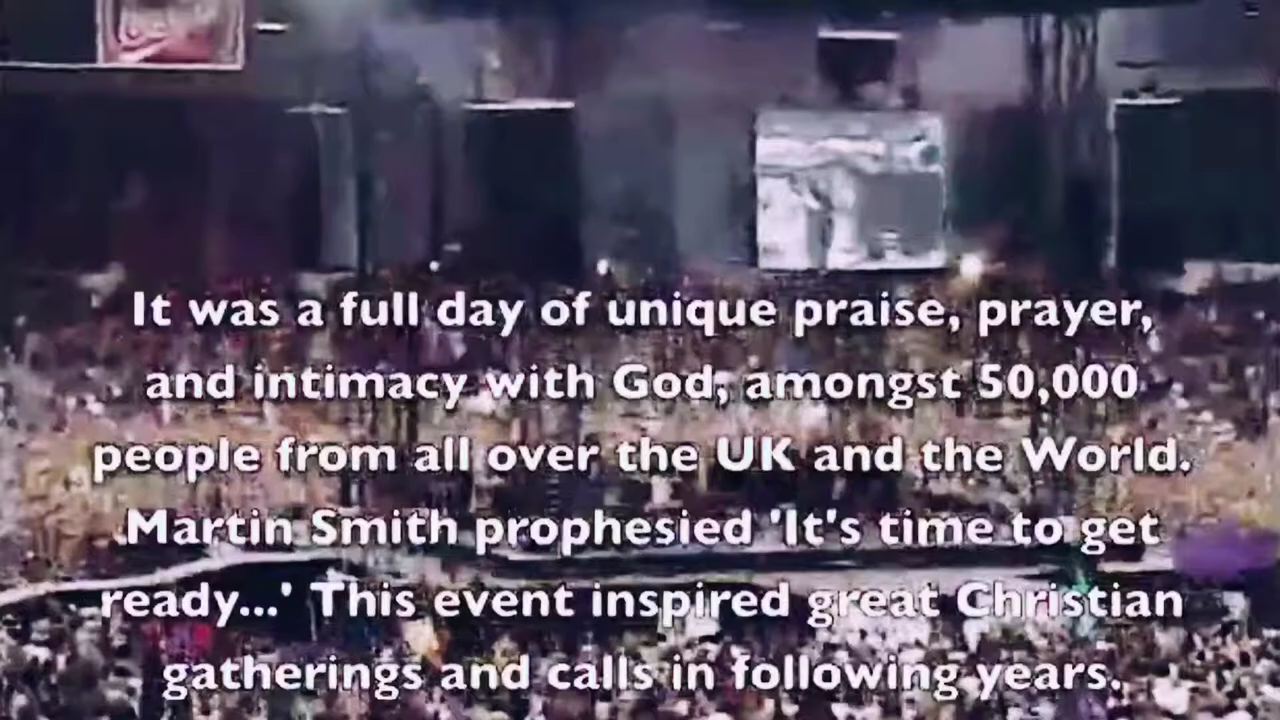 It was a full day of unique praise, prayer,
and intimacy with God; amongst 50,000
people from all over the UK and the World.
Martin Smith prophesied 'It's time to get
ready...' This event inspired great Christian
gatherings and calls in following years.